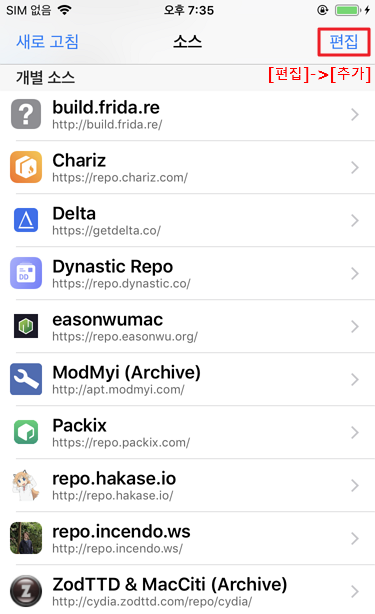 SIM 없음 오후 7:35
새로 고침 소스 편집
[편집]->[추가]
개별 소스
build.frida.re
http://build.frida.re/
Chariz
https://repo.chariz.com/
Delta
https://getdelta.co/
Dynastic Repo
https://repo.dynastic.co/
DD
easonwumac
https://repo.easonwu.org/
ModMyi (Archive)
http://apt.modmyi.com/
Packix
https://repo.packix.com/
repo.hakase.io
http://repo.hakase.io/
repo.incendo.ws
http://repo.incendo.ws/
ZodTTD & MacCiti (Archive)
http://cydia.zodttd.com/repo/cydia/